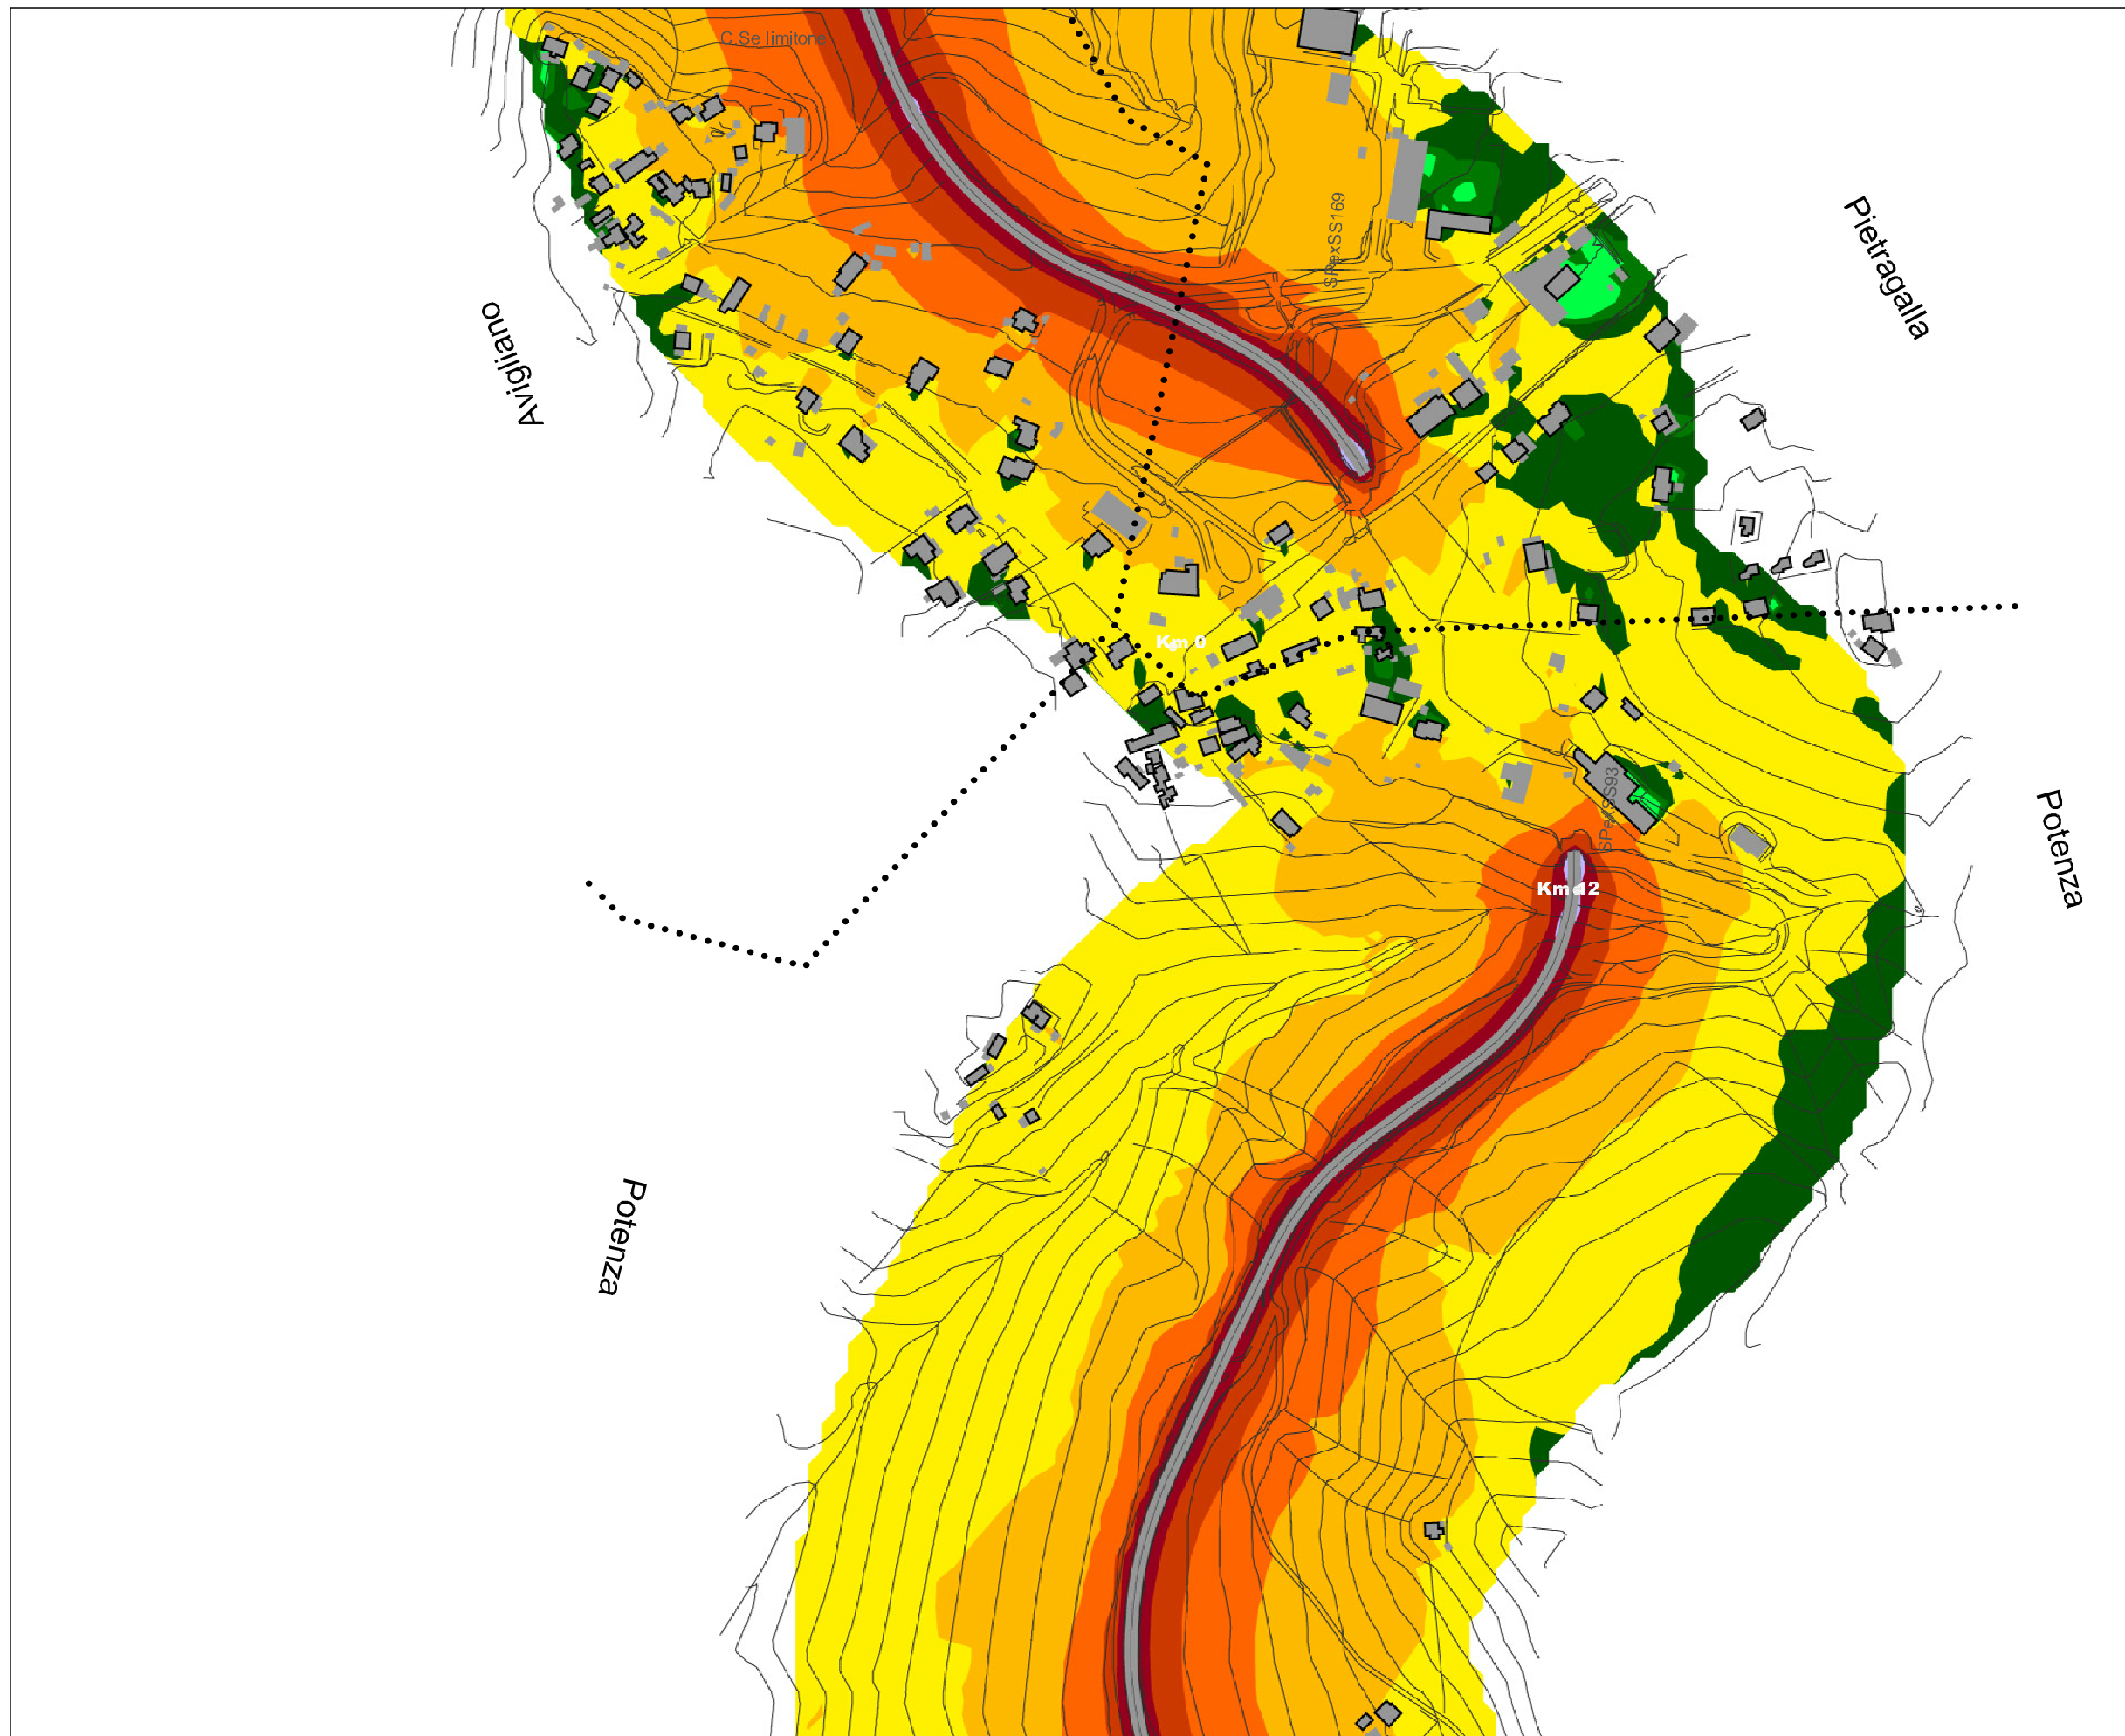 C.Se limitone
SPexSS169
Pietragalla
Avigliano
Km 0
SPexSS93
Potenza
Km 12
Potenza